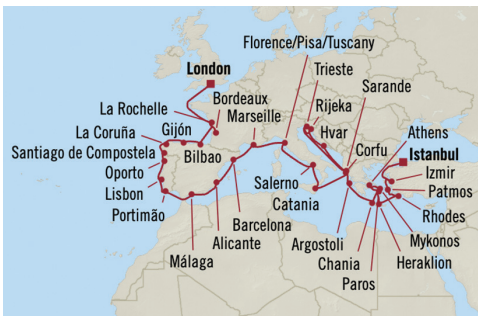 Florence/Pisa/Tuscany
London
Trieste
Sarande
Bordeaux
La Rochelle
Marseille
Rijeka
Gijón
La Coruña
Hvar
Athens
Santiago de Compostela
Bilbao
Corfu
Istanbul
Oporto
Izmir
Salerno
Patmos
Lisbon
Catania
Portimão
Rhodes
Barcelona
Argostoli
Mykonos
Alicante
Málaga
Chania
Heraklion
Paros